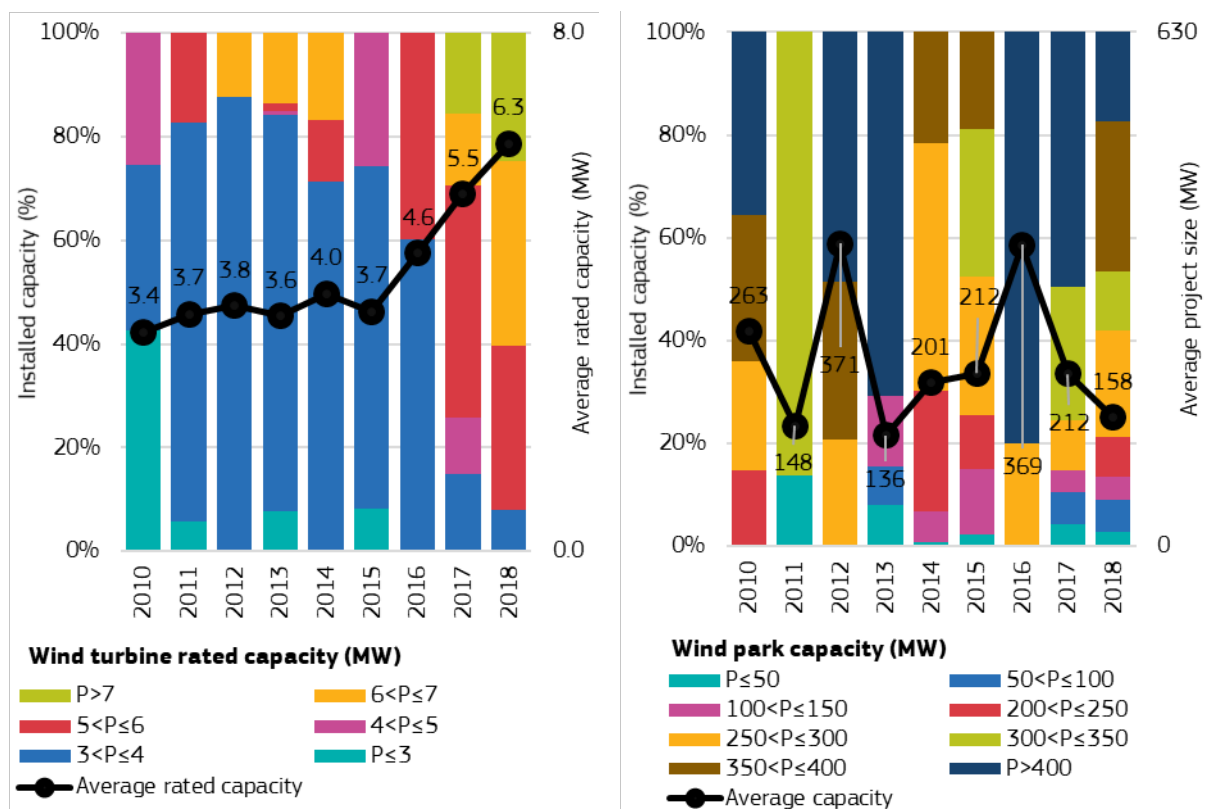 100%
80%
60%
40%
20%
0%
Installed capacity (%)
8.0
0.0
Average rated capacity (MW)
3.4
3.7
3.8
3.6
4.0
3.7
4.6
5.5
6.3
2010
2011
2012
2013
2014
2015
2016
2017
2018
Wind turbine rated capacity (MW)
P>7
6<P≤7
5<P≤6
4<P≤5
3<P≤4
P≤3
Average rated capacity
100%
80%
60%
40%
20%
0%
Installed capacity (%)
630
0
Average project size (MW)
263
148
371
136
201
212
369
212
158
2010
2011
2012
2013
2014
2015
2016
2017
2018
Wind park capacity (MW)
P≤50
50<P≤100
100<P≤150
200<P≤250
250<P≤300
300<P≤350
350<P≤400
P>400
Average capacity